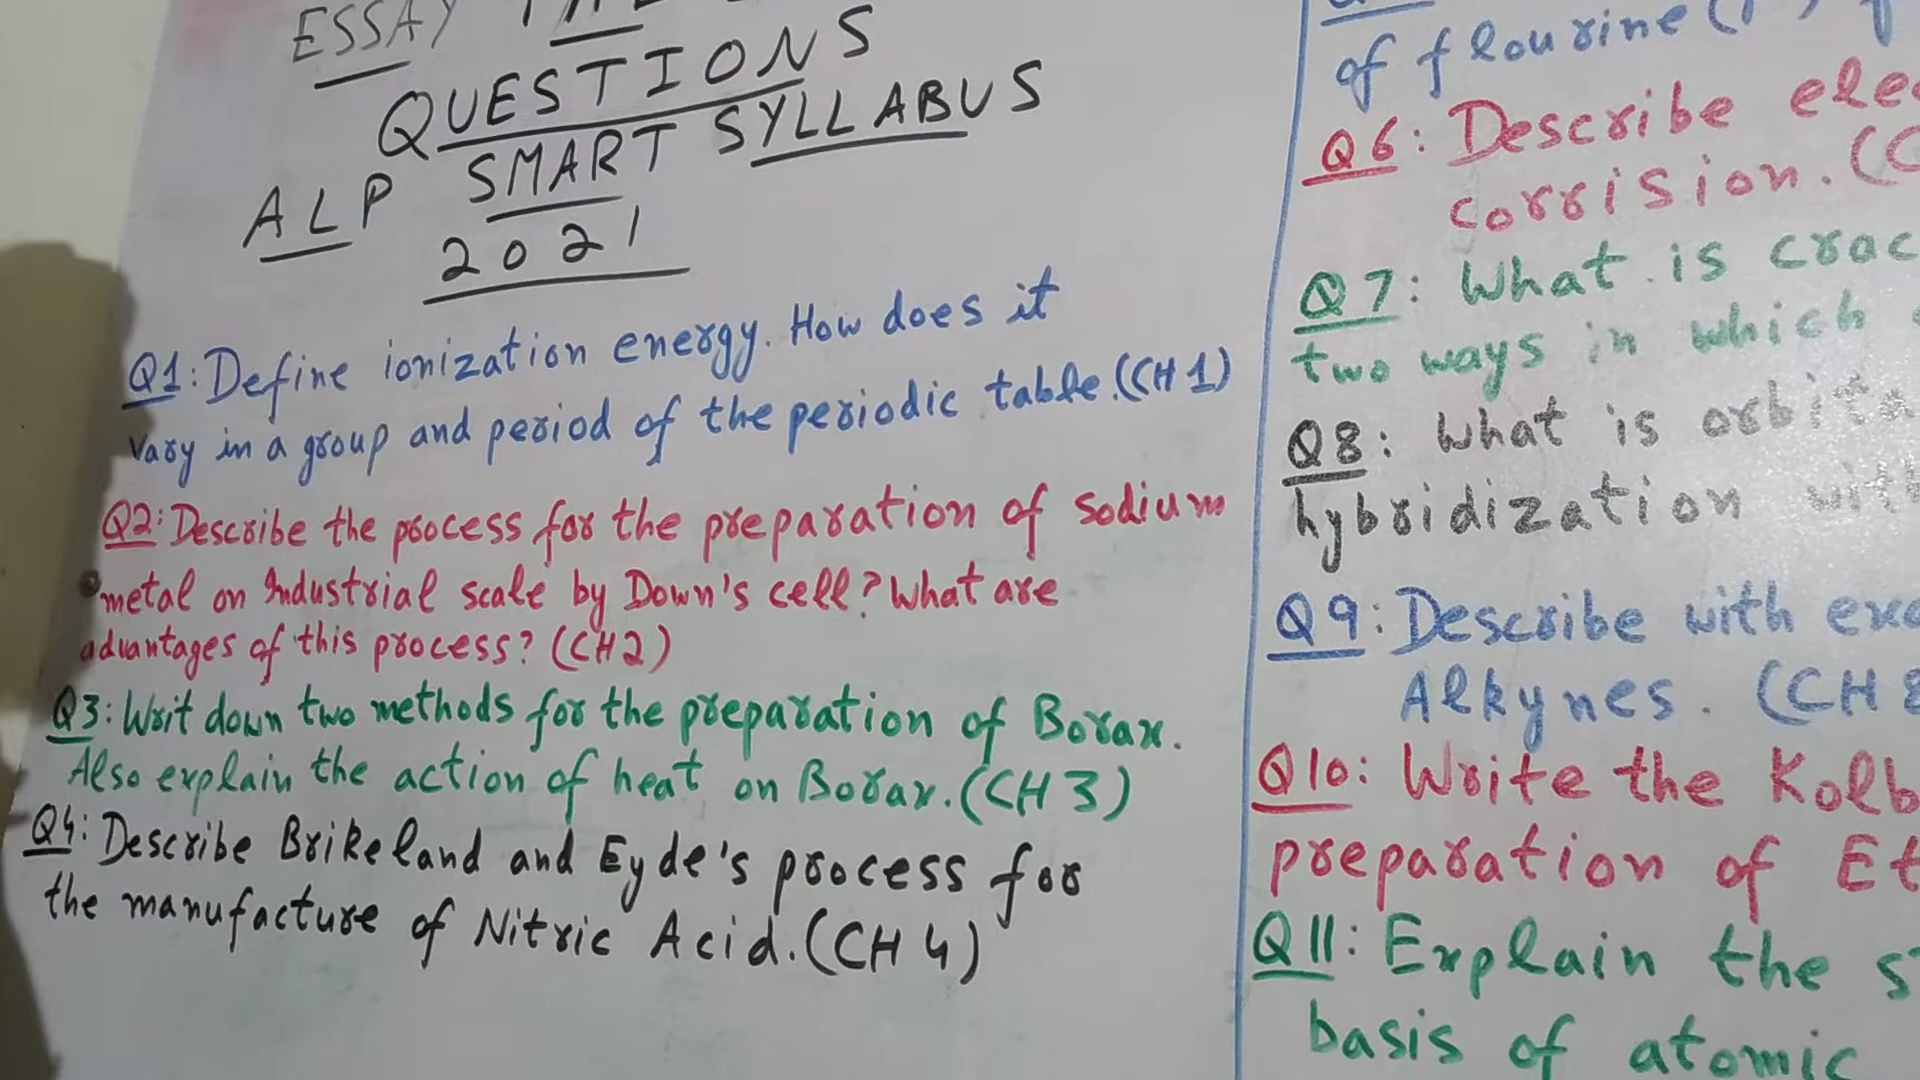 ESSAY
QUESTIONS
SMART SYLLABUS
ALP
2021
Q1: Define ionization energy. How does it
vary in a group and period of the periodic table.(CH 1)
Q2: Describe the process for the preparation of Sodium
metal on Industrial scale by Down's cell? What are
advantages of this process? (CH2)
Q3: Writ down two methods for the preparation of Borax.
Also explain the action of heat on Borax.(CH 3)
Q4: Describe Brikeland and Eyde's process for
the manufacture of Nitric Acid.(CH 4)
of flourine
Q6: Describe
corrision.
Q7: What is
two ways in which
Q8: What is
hybridization
Q9: Describe with
Alkynes. (CH 8
Q10: Write the
preparation of
Q11: Explain the
basis of atomic